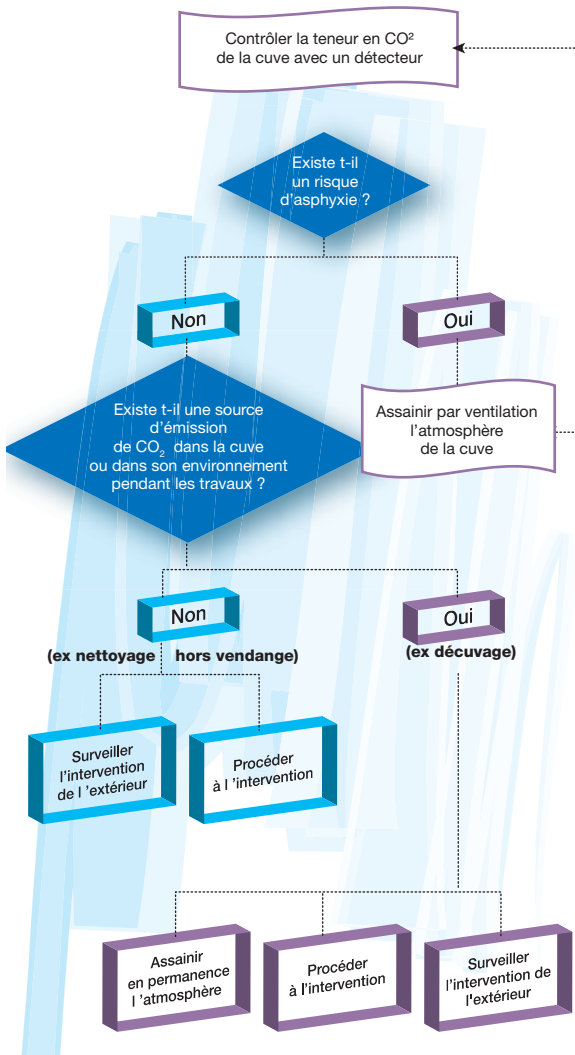 Contrôler la teneur en CO²
de la cuve avec un détecteur
Existe t-il
un risque
d'asphyxie ?
Non
Oui
Existe t-il une source
d'émission
de CO₂ dans la cuve
ou dans son environnement
pendant les travaux ?
Assainir par ventilation
l'atmosphère
de la cuve
Non
Oui
(ex nettoyage hors vendange)
(ex décuvage)
Surveiller
l'intervention
de l 'extérieur
Procéder
à l 'intervention
Assainir
en permanence
l 'atmosphère
Procéder
à l'intervention
Surveiller
l'intervention de
l'extérieur